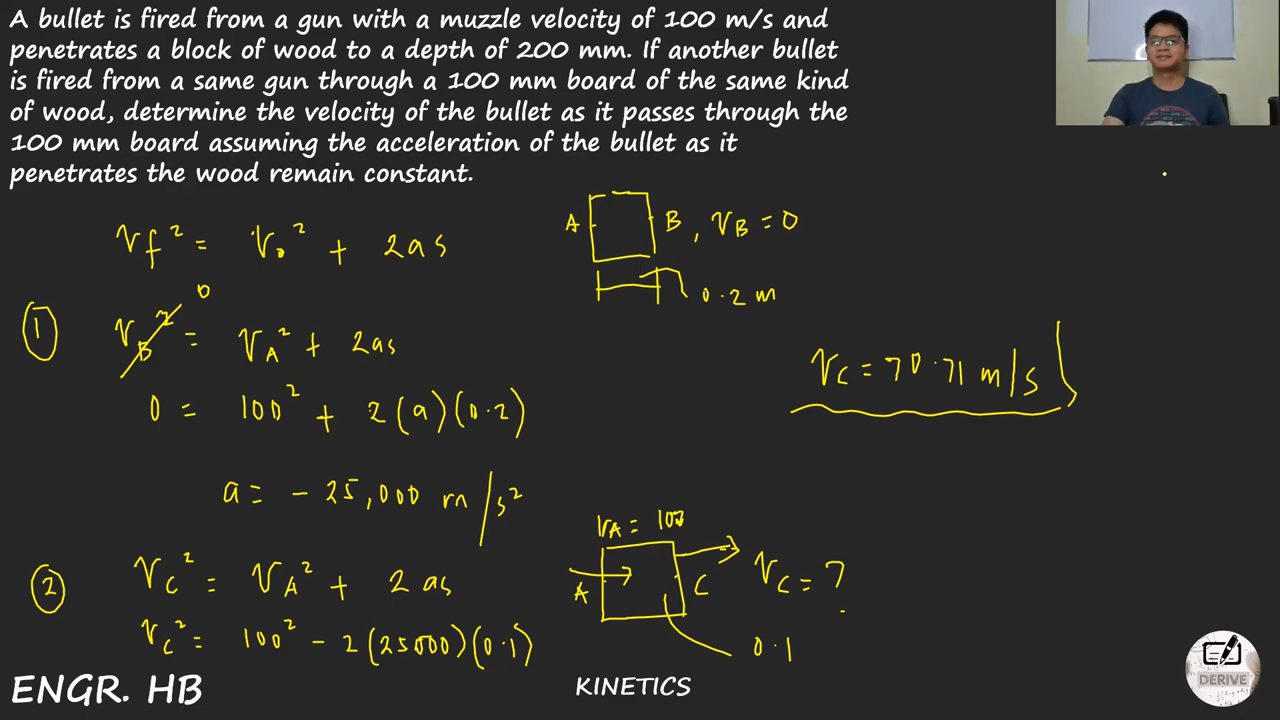 A bullet is fired from a gun with a muzzle velocity of 100 m/s and
penetrates a block of wood to a depth of 200 mm. If another bullet
is fired from a same gun through a 100 mm board of the same kind
of wood, determine the velocity of the bullet as it passes through the
100 mm board assuming the acceleration of the bullet as it
penetrates the wood remain constant.
Vf² = V₀² + 2as
A B, VB = 0
0.2 m
① VB² 0 = VA² + 2as
0 = 100² + 2(a)(0.2)
VC = 70.71 m/s
a = -25,000 m/s²
VA = 100
② VC² = VA² + 2as
A C VC = ?
VC² = 100² - 2(25000)(0.1)
0.1
ENGR. HB
KINETICS
DERIVE